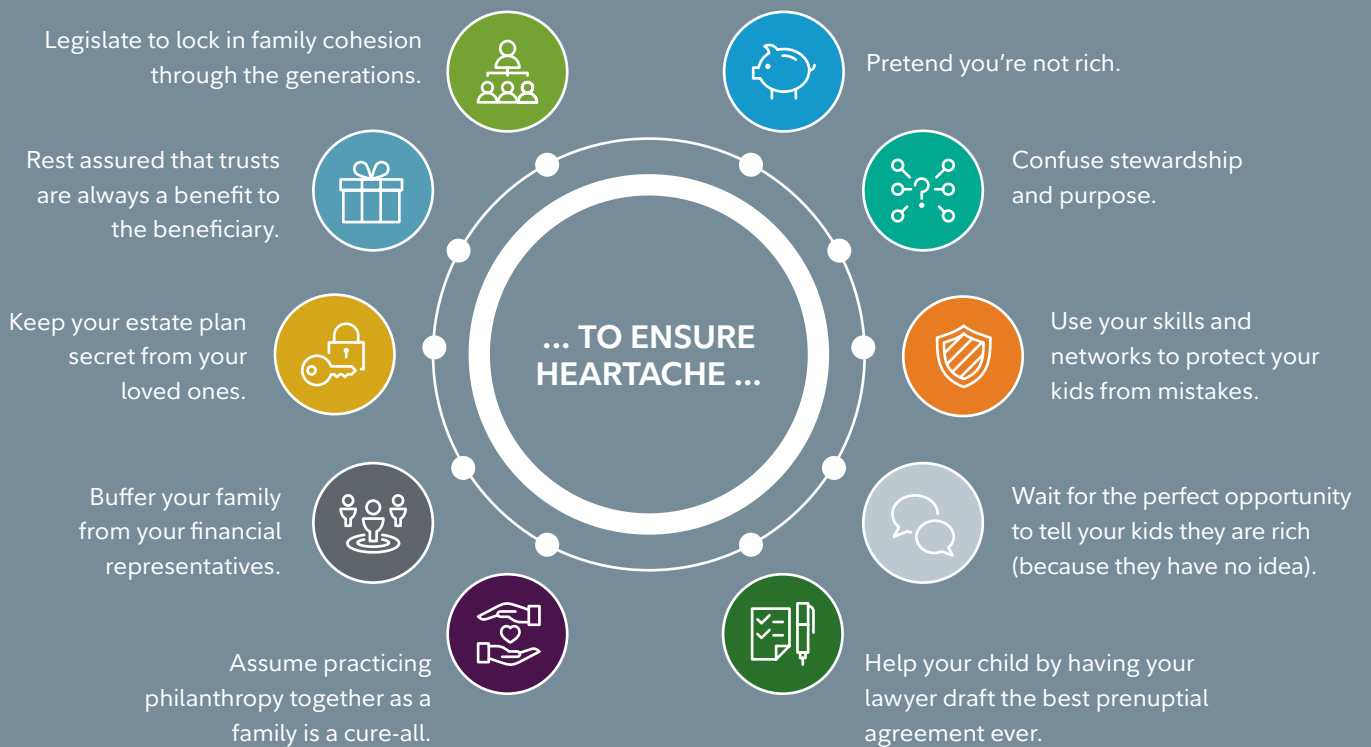 ... TO ENSURE
HEARTACHE ...
Pretend you’re not rich.
Confuse stewardship
and purpose.
Use your skills and
networks to protect your
kids from mistakes.
Wait for the perfect opportunity
to tell your kids they are rich
(because they have no idea).
Help your child by having your
lawyer draft the best prenuptial
agreement ever.
Assume practicing
philanthropy together as a
family is a cure-all.
Buffer your family
from your financial
representatives.
Keep your estate plan
secret from your
loved ones.
Rest assured that trusts
are always a benefit to
the beneficiary.
Legislate to lock in family cohesion
through the generations.
?